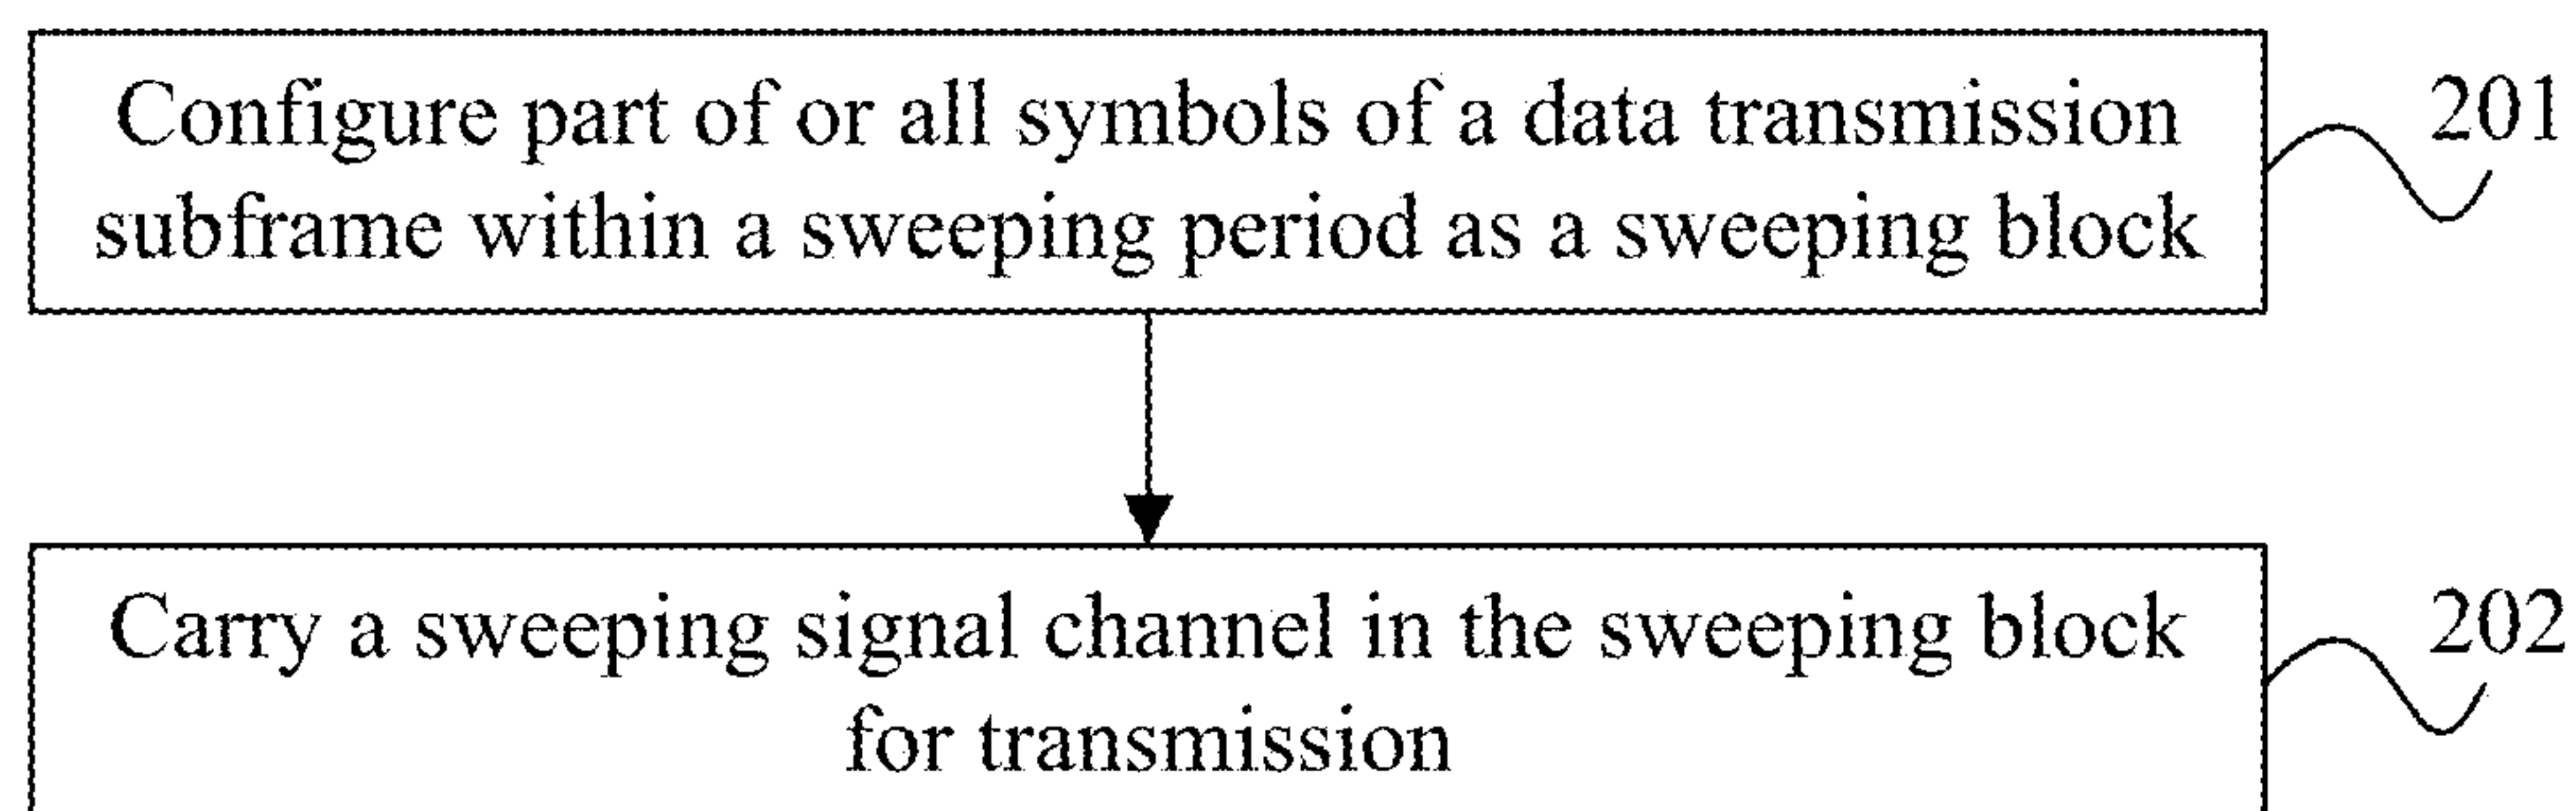 Configure part of or all symbols of a data transmission
201
subframe within a sweeping period as a sweeping block
Carry a sweeping signal channel in the sweeping block
202
for transmission